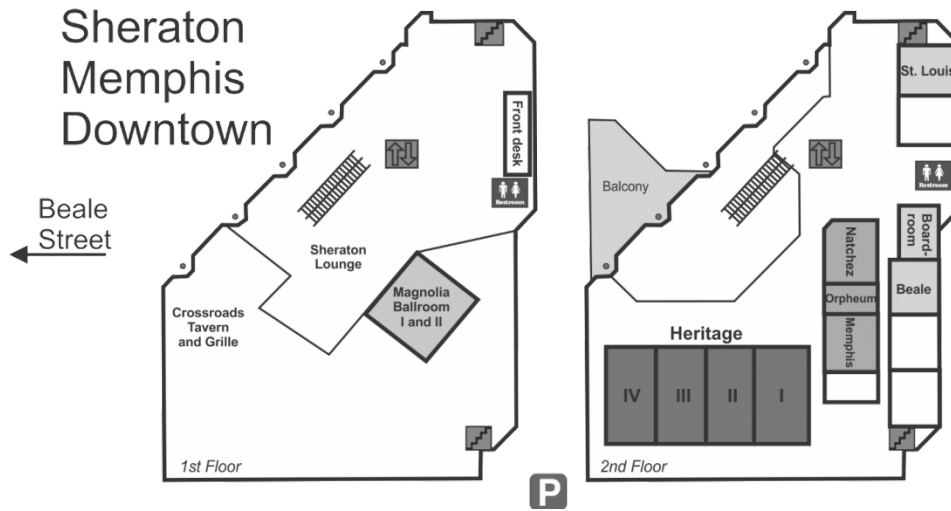 Sheraton
Memphis
Downtown
Beale
Street
Front desk
Restroom
Sheraton
Lounge
Magnolia
Ballroom
I and II
Crossroads
Tavern
and Grille
1st Floor
P
St. Louis
Balcony
Restroom
Board-
room
Natchez
Beale
Orpheum
Memphis
Heritage
IV
III
II
I
2nd Floor